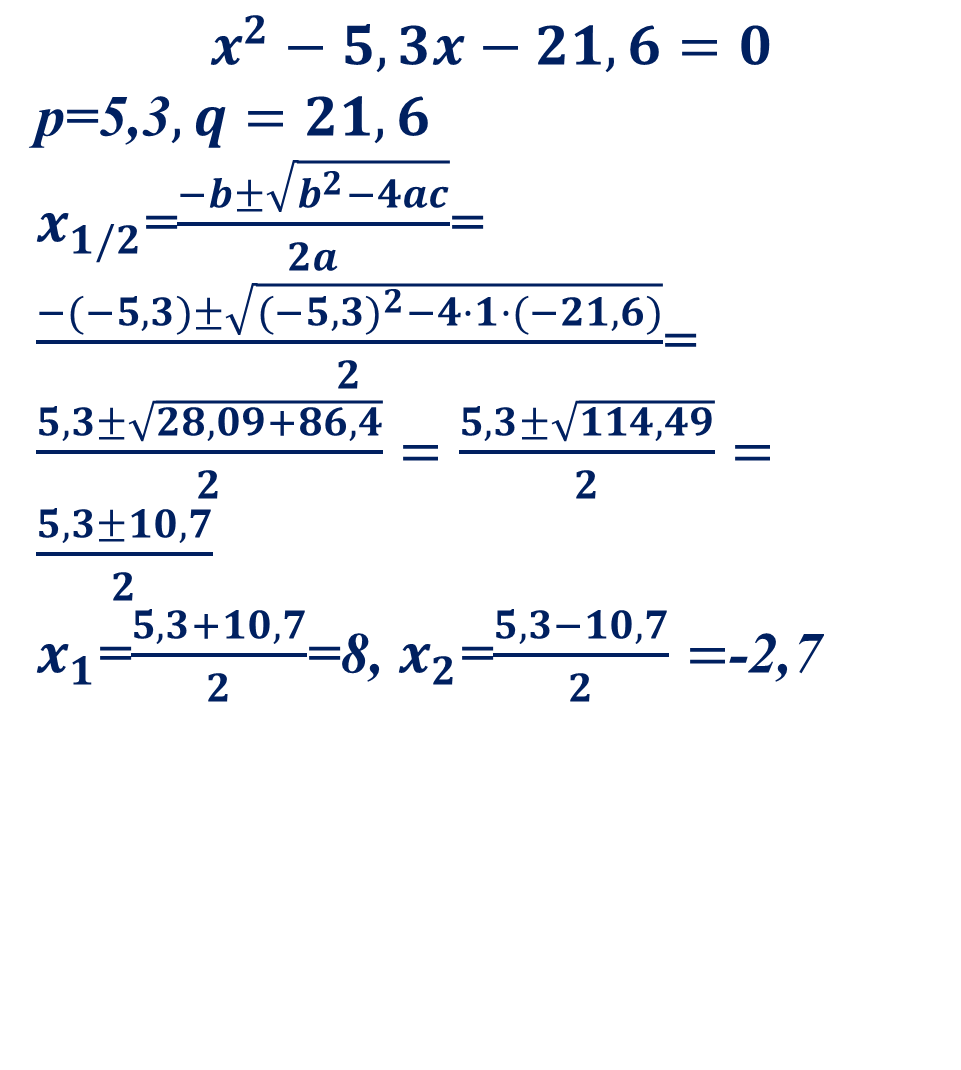 x² − 5,3x − 21,6 = 0
p=5,3, q = 21,6
x₁/₂=(−b±√(b²−4ac))/(2a)=
(−(−5,3)±√((−5,3)²−4·1·(−21,6)))/2=
(5,3±√(28,09+86,4))/2 = (5,3±√(114,49))/2 =
(5,3±10,7)/2
x₁=(5,3+10,7)/2=8, x₂=(5,3−10,7)/2 =-2,7